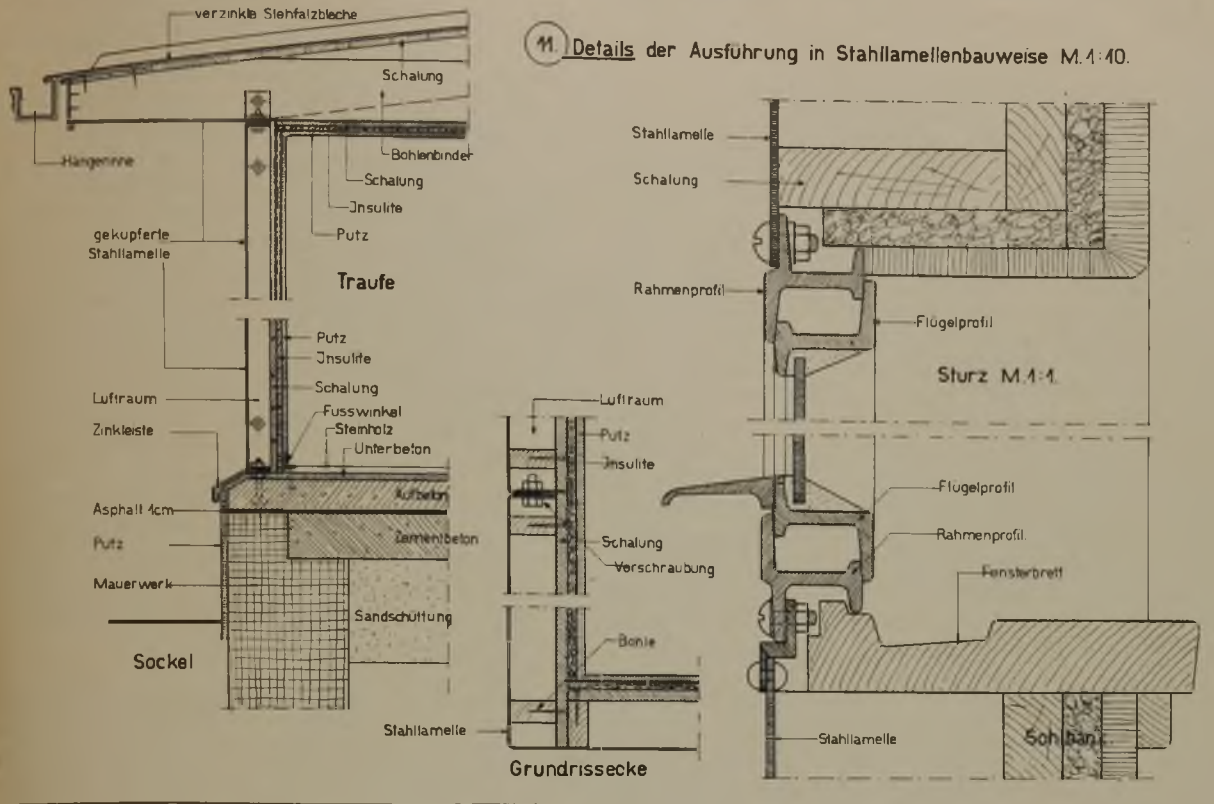 11. Details der Ausführung in Stahllamellenbauweise M.1:10.
verzinkte Stehfalzbleche
Schalung
Hängerinne
Bohlenbinder
Schalung
Jnsulite
Putz
gekupferte
Stahllamelle
Traufe
Putz
Jnsulite
Schalung
Luftraum
Fusswinkel
Zinkleiste
Steinholz
Unterbeton
Aufbeton
Asphalt 1cm
Zementbeton
Putz
Mauerwerk
Sandschüttung
Sockel
Luftraum
Putz
Jnsulite
Schalung
Verschraubung
Bohle
Stahllamelle
Grundrissecke
Stahllamelle
Schalung
Rahmenprofil
Flügelprofil
Sturz M.1:1.
Flügelprofil
Rahmenprofil.
Fensterbrett
Stahllamelle
Sohlbank.